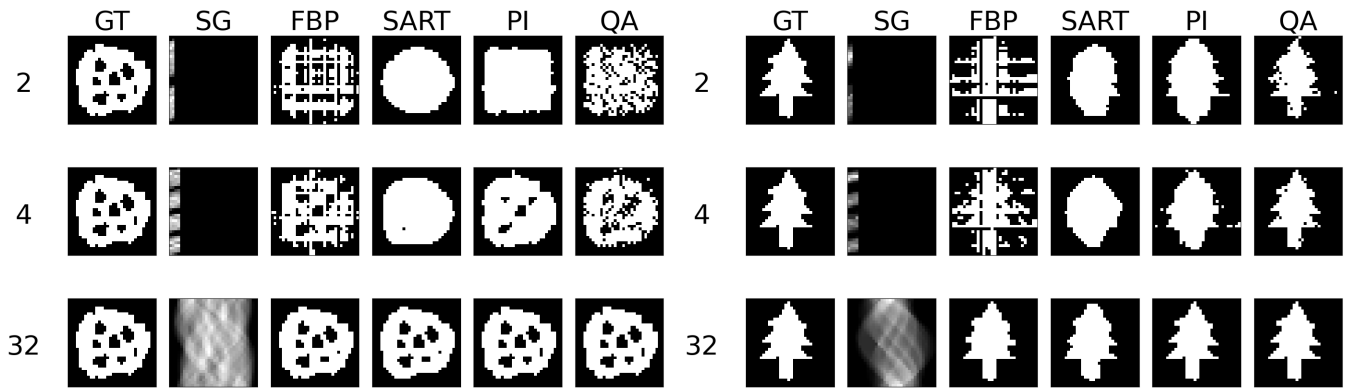 GT SG FBP SART PI QA GT SG FBP SART PI QA
2 2
4 4
32 32